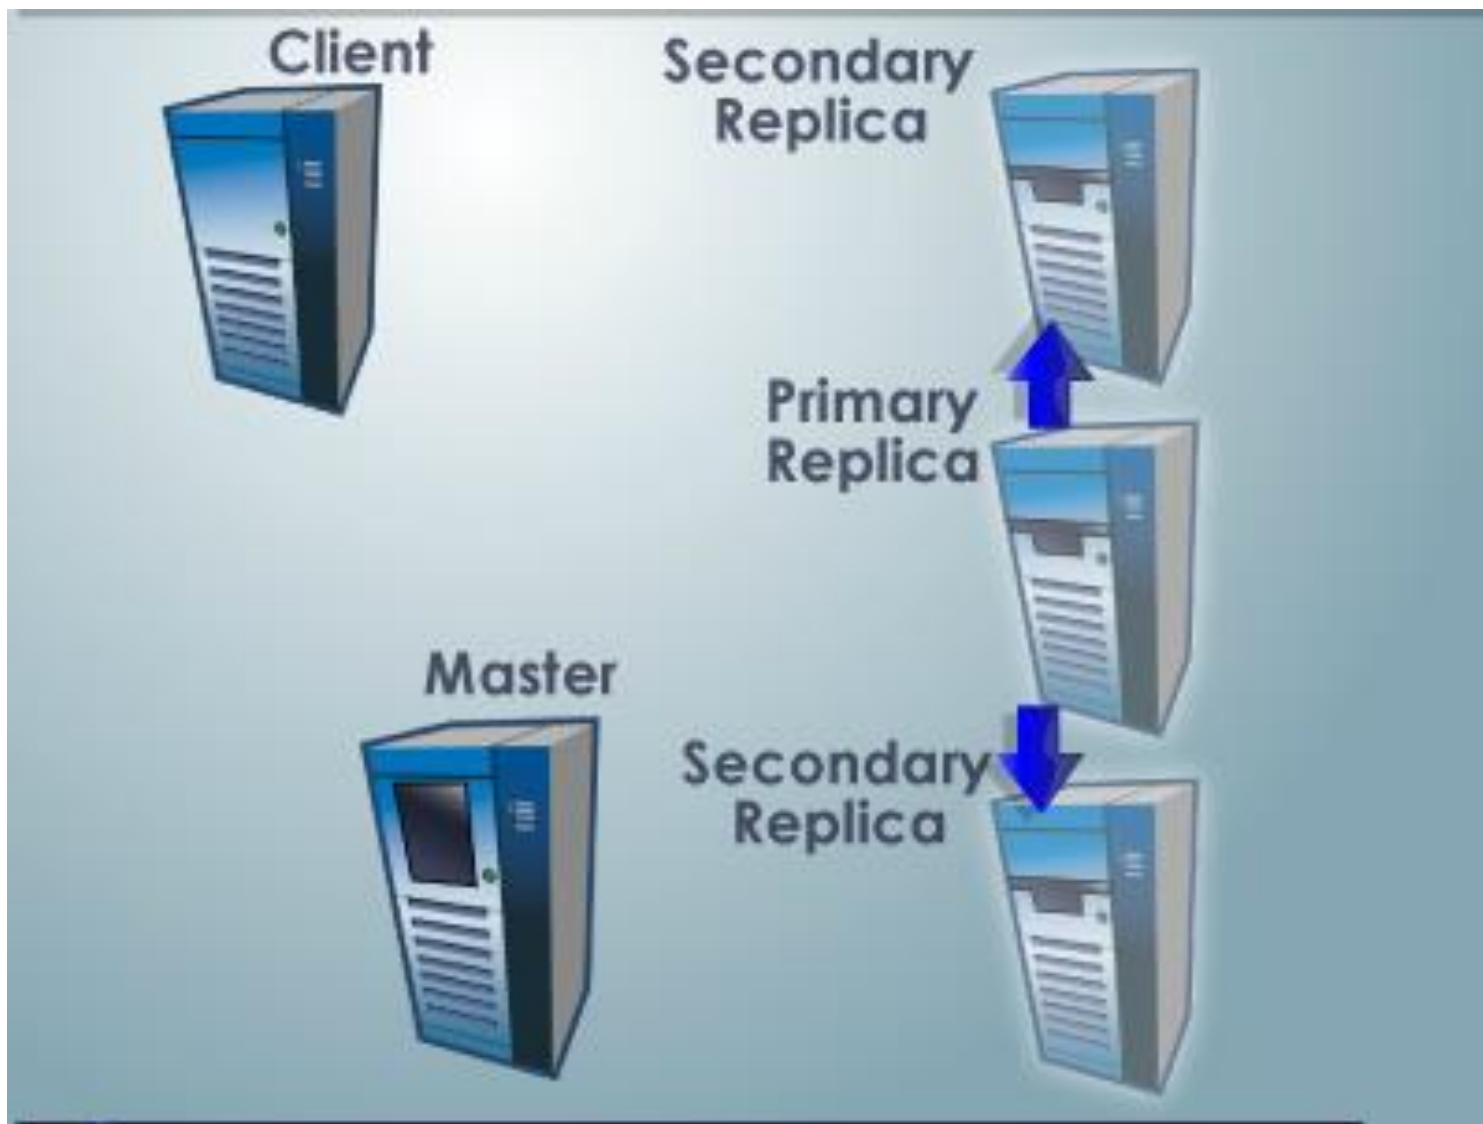 Client
Secondary
Replica
Primary
Replica
Master
Secondary
Replica